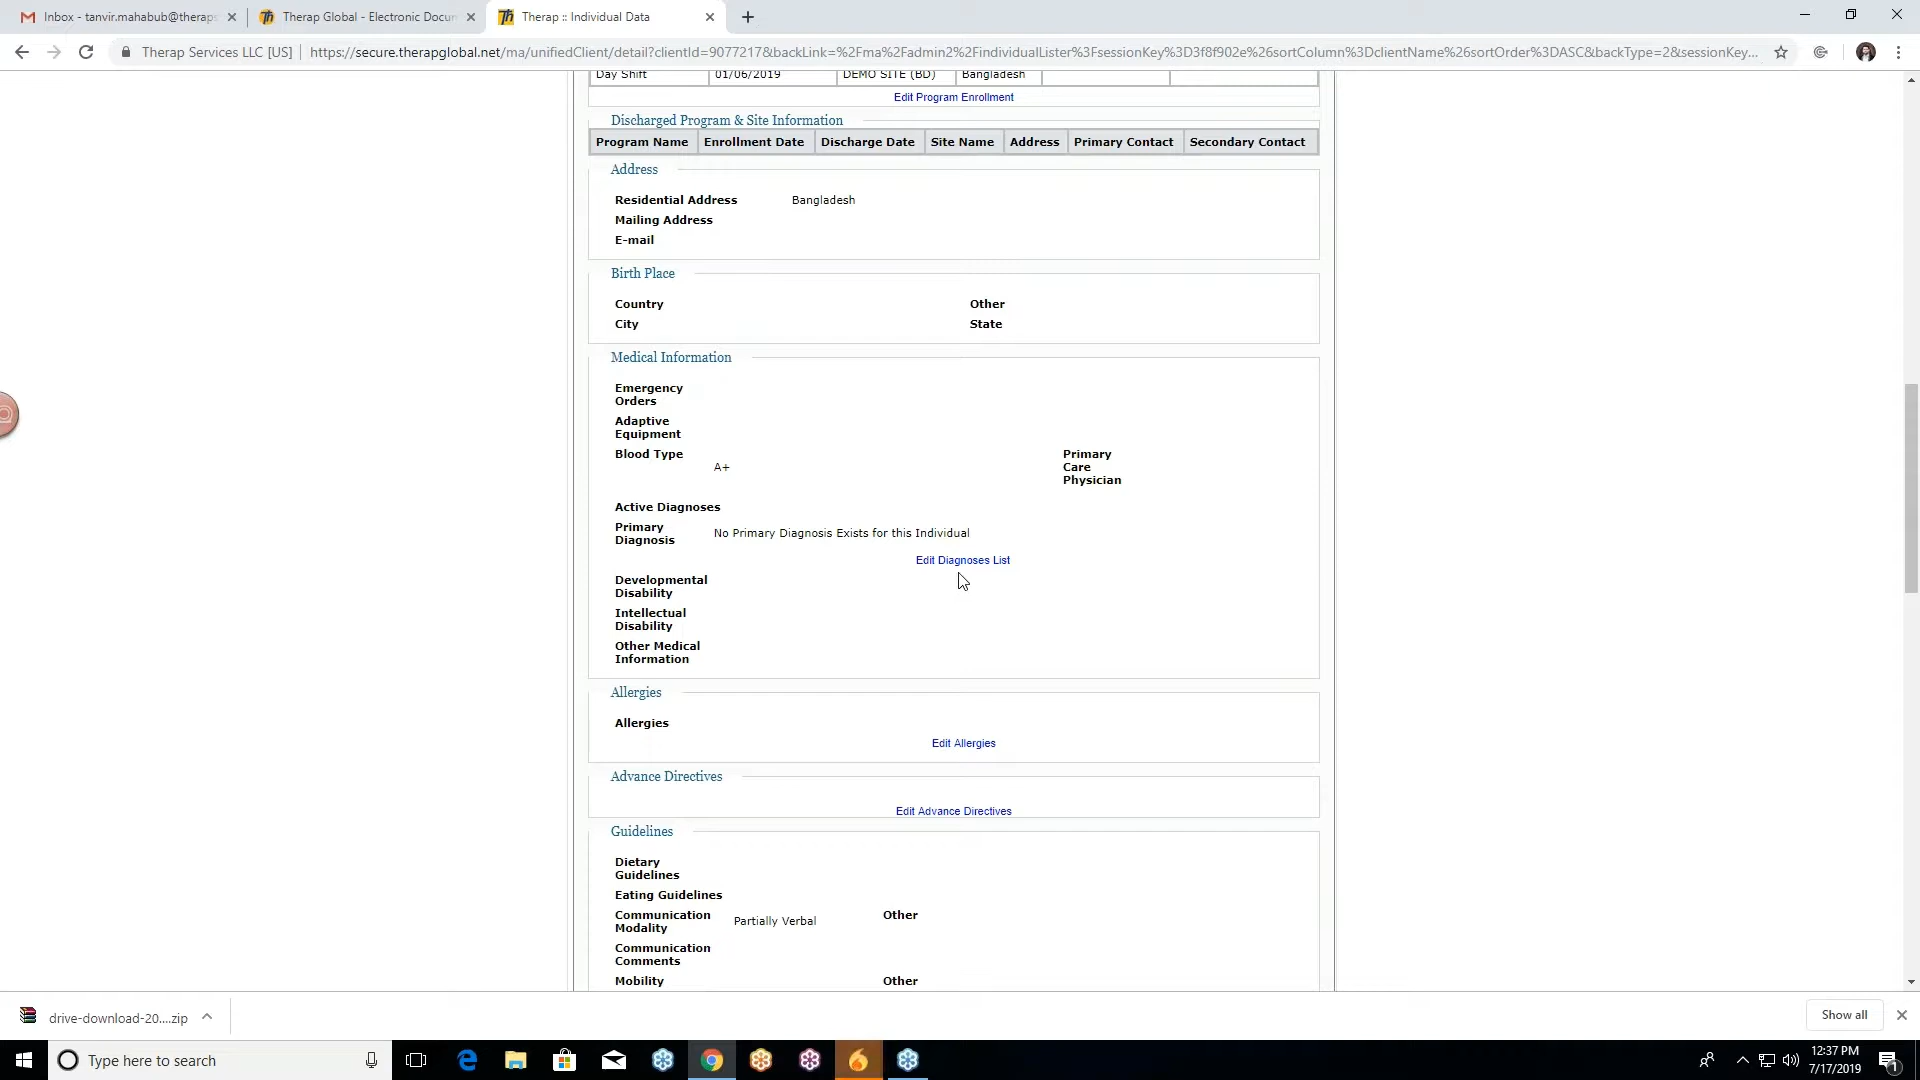 Inbox - tanvir.mahabub@theraps
Therap Global - Electronic Docun
Therap :: Individual Data
Therap Services LLC [US] | https://secure.therapglobal.net/ma/unifiedClient/detail?clientId=9077217&backLink=%2Fma%2Fadmin2%2FindividualLister%3FsessionKey%3D3f8f902e%26sortColumn%3DclientName%26sortOrder%3DASC&backType=2&sessionKey...
Day Shift 01/06/2019 DEMO SITE (BD) Bangladesh
Edit Program Enrollment
Discharged Program & Site Information
Program Name Enrollment Date Discharge Date Site Name Address Primary Contact Secondary Contact
Address
Residential Address Bangladesh
Mailing Address
E-mail
Birth Place
Country Other
City State
Medical Information
Emergency
Orders
Adaptive
Equipment
Blood Type
A+
Primary
Care
Physician
Active Diagnoses
Primary
Diagnosis
No Primary Diagnosis Exists for this Individual
Edit Diagnoses List
Developmental
Disability
Intellectual
Disability
Other Medical
Information
Allergies
Allergies
Edit Allergies
Advance Directives
Edit Advance Directives
Guidelines
Dietary
Guidelines
Eating Guidelines
Communication
Modality
Partially Verbal
Other
Communication
Comments
Mobility Other
drive-download-20....zip
Show all
Type here to search
12:37 PM
7/17/2019
1